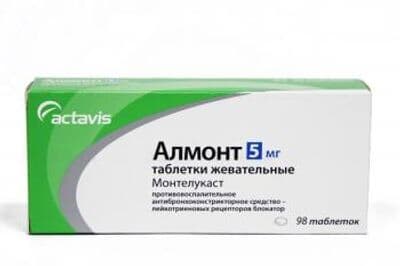 actavis
Алмонт 5 мг
таблетки жевательные
Монтелукаст
противовоспалительное
антибронхоконстрикторное средство –
лейкотриеновых рецепторов блокатор
98 таблеток